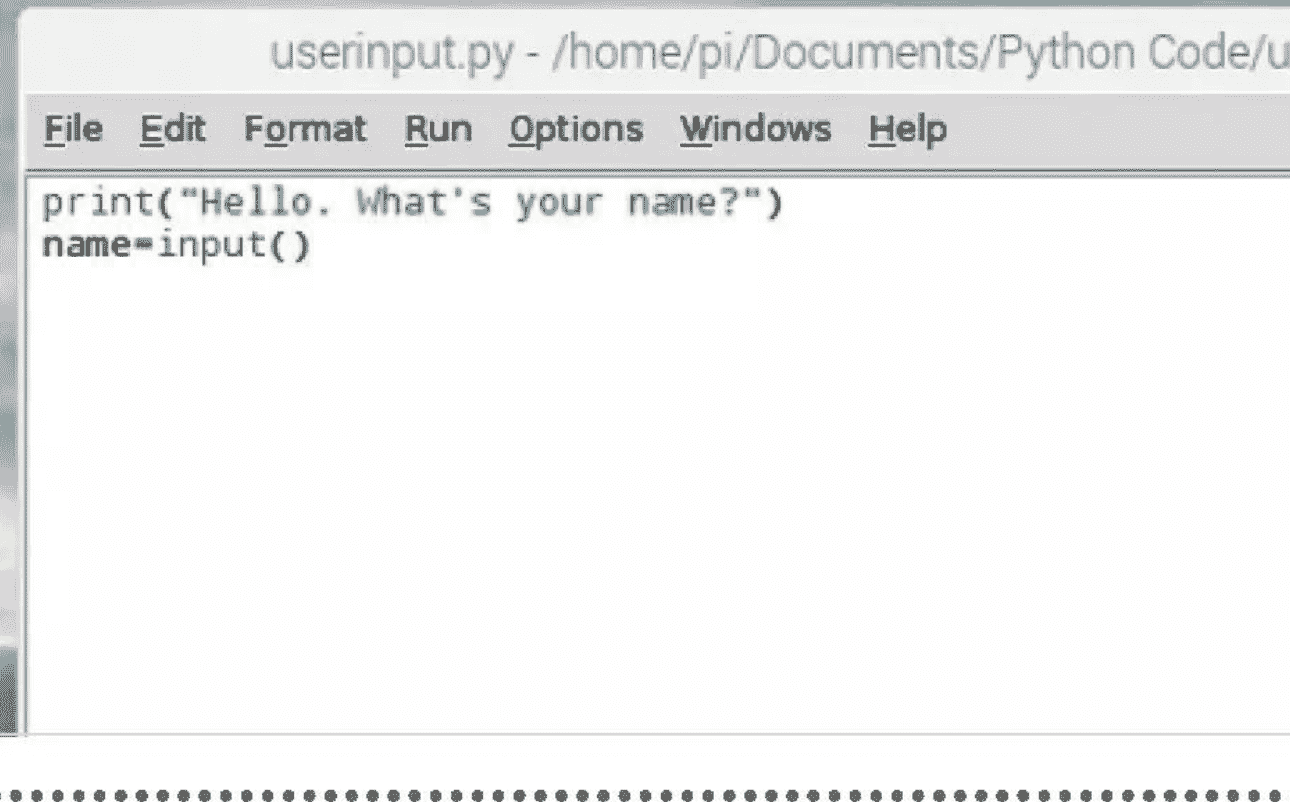 userinput.py - /home/pi/Documents/Python Code/u
File Edit Format Run Options Windows Help
print("Hello. What's your name?")
name=input()